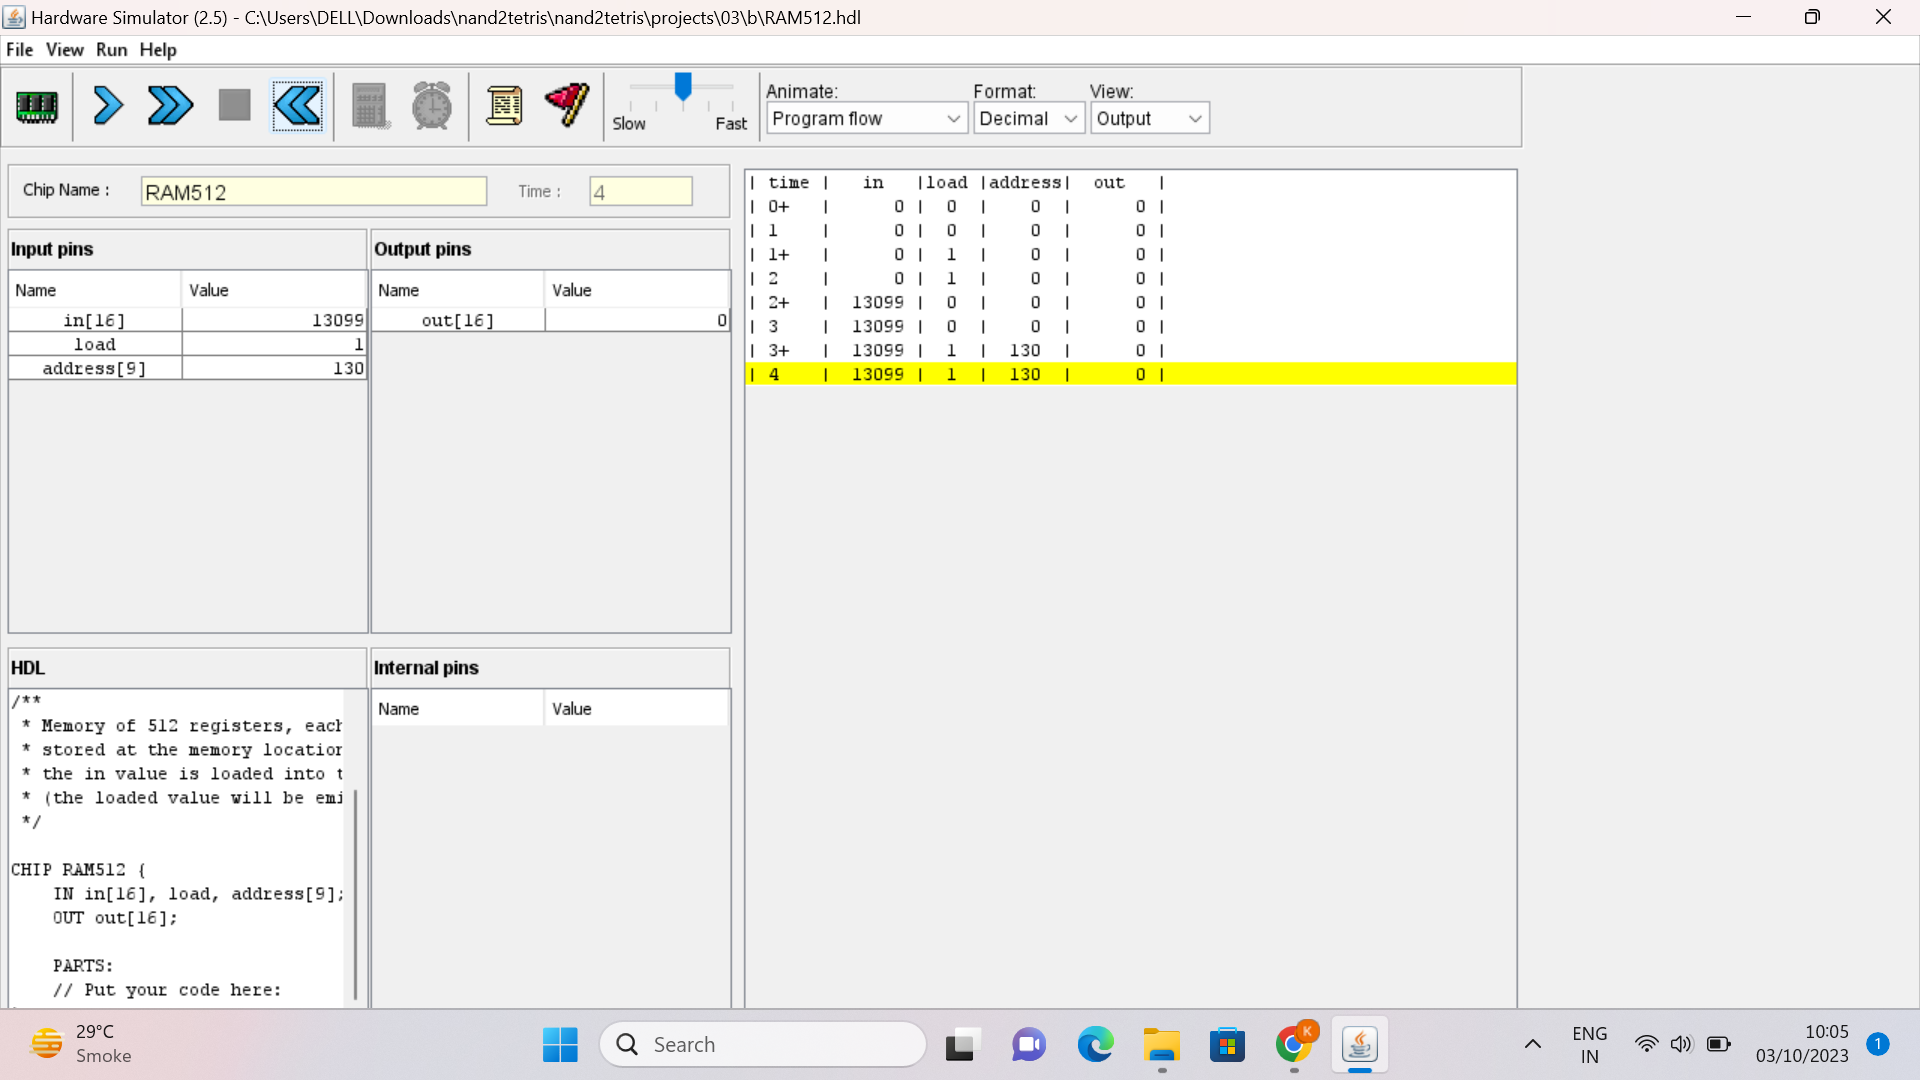 Hardware Simulator (2.5) - C:\Users\DELL\Downloads\nand2tetris\nand2tetris\projects\03\b\RAM512.hdl
File View Run Help
Slow Fast
Animate: Format: View:
Program flow Decimal Output
Chip Name : RAM512 Time : 4
| time | in |load |address| out |
| 0+ | 0 | 0 | 0 | 0 |
| 1 | 0 | 0 | 0 | 0 |
| 1+ | 0 | 1 | 0 | 0 |
| 2 | 0 | 1 | 0 | 0 |
| 2+ | 13099 | 0 | 0 | 0 |
| 3 | 13099 | 0 | 0 | 0 |
| 3+ | 13099 | 1 | 130 | 0 |
| 4 | 13099 | 1 | 130 | 0 |
Input pins
Name Value
in[16] 13099
load 1
address[9] 130
Output pins
Name Value
out[16] 0
HDL
/**
* Memory of 512 registers, each
* stored at the memory location
* the in value is loaded into t
* (the loaded value will be emi
*/
CHIP RAM512 {
IN in[16], load, address[9];
OUT out[16];
PARTS:
// Put your code here:
Internal pins
Name Value
29°C
Smoke
Search
K
ENG
IN
10:05
03/10/2023
1